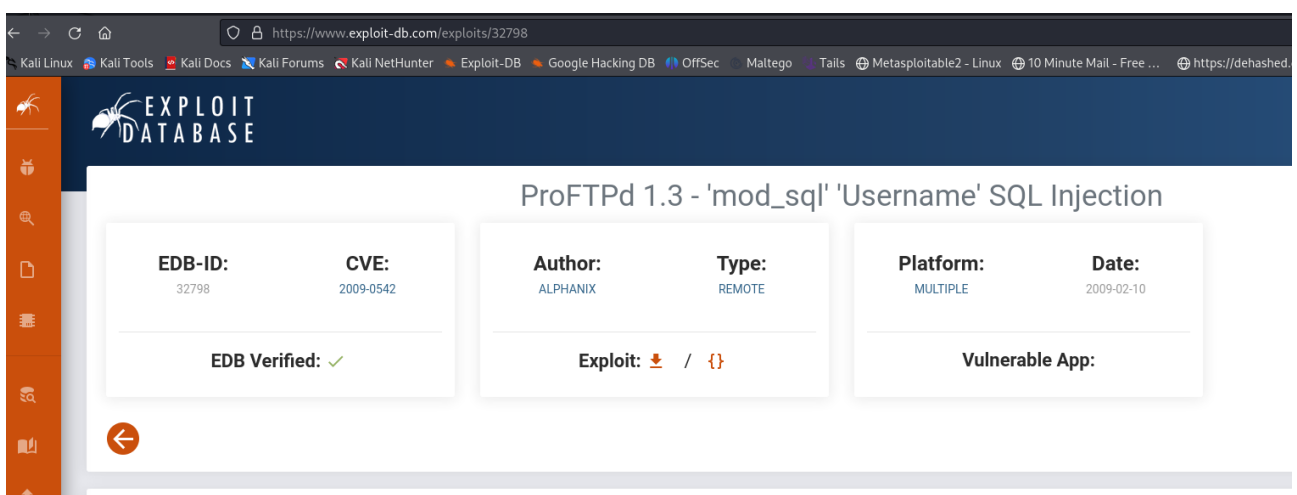 https://www.exploit-db.com/exploits/32798
Kali Linux Kali Tools Kali Docs Kali Forums Kali NetHunter Exploit-DB Google Hacking DB OffSec Maltego Tails Metasploitable2 - Linux 10 Minute Mail - Free ... https://dehashed.
EXPLOIT
DATABASE
ProFTPd 1.3 - 'mod_sql' 'Username' SQL Injection
EDB-ID: CVE: Author: Type: Platform: Date:
32798 2009-0542 ALPHANIX REMOTE MULTIPLE 2009-02-10
EDB Verified: Exploit: / {} Vulnerable App: